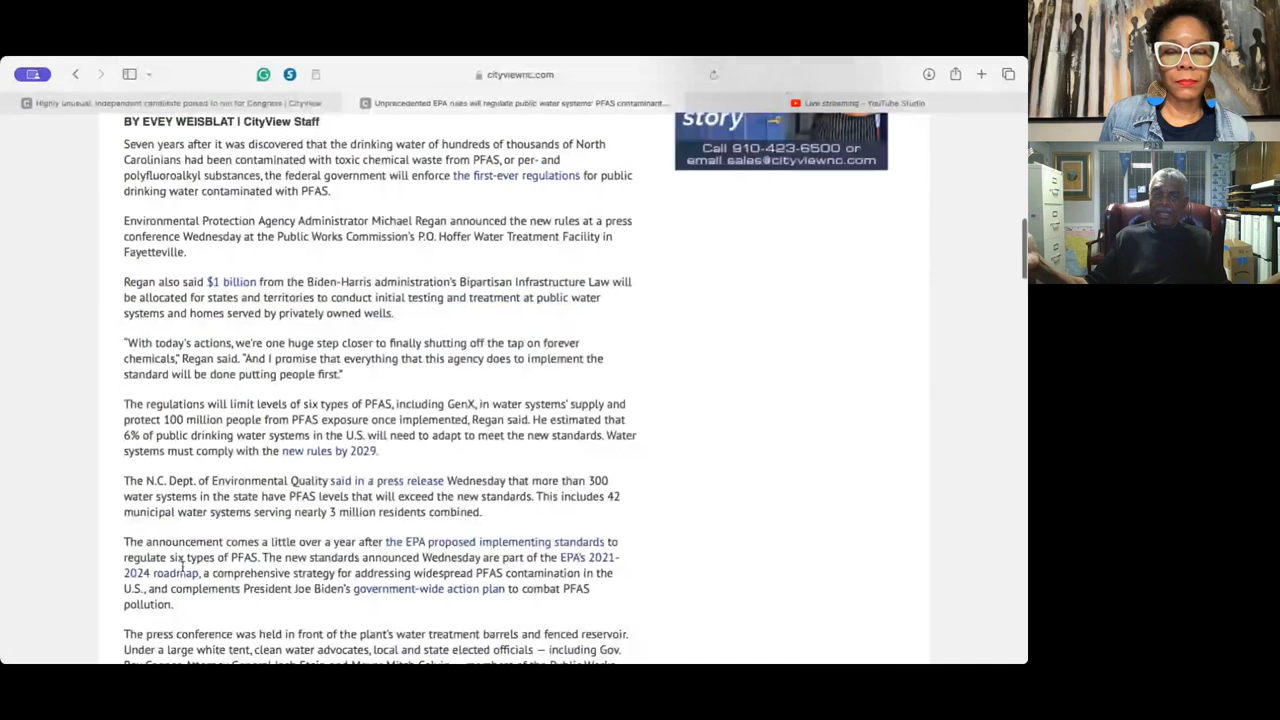 cityviewnc.com
Highly unusual, independent candidate poised to run for Congress | CityView
Unprecedented EPA rules will regulate public water systems' PFAS contaminant...
Live streaming - YouTube Studio
BY EVEY WEISBLAT | CityView Staff
Seven years after it was discovered that the drinking water of hundreds of thousands of North
Carolinians had been contaminated with toxic chemical waste from PFAS, or per- and
polyfluoroalkyl substances, the federal government will enforce the first-ever regulations for public
drinking water contaminated with PFAS.
Environmental Protection Agency Administrator Michael Regan announced the new rules at a press
conference Wednesday at the Public Works Commission's P.O. Hoffer Water Treatment Facility in
Fayetteville.
Regan also said $1 billion from the Biden-Harris administration's Bipartisan Infrastructure Law will
be allocated for states and territories to conduct initial testing and treatment at public water
systems and homes served by privately owned wells.
“With today's actions, we're one huge step closer to finally shutting off the tap on forever
chemicals,” Regan said. “And I promise that everything that this agency does to implement the
standard will be done putting people first.”
The regulations will limit levels of six types of PFAS, including GenX, in water systems' supply and
protect 100 million people from PFAS exposure once implemented, Regan said. He estimated that
6% of public drinking water systems in the U.S. will need to adapt to meet the new standards. Water
systems must comply with the new rules by 2029.
The N.C. Dept. of Environmental Quality said in a press release Wednesday that more than 300
water systems in the state have PFAS levels that will exceed the new standards. This includes 42
municipal water systems serving nearly 3 million residents combined.
The announcement comes a little over a year after the EPA proposed implementing standards to
regulate six types of PFAS. The new standards announced Wednesday are part of the EPA's 2021-
2024 roadmap, a comprehensive strategy for addressing widespread PFAS contamination in the
U.S., and complements President Joe Biden's government-wide action plan to combat PFAS
pollution.
The press conference was held in front of the plant's water treatment barrels and fenced reservoir.
Under a large white tent, clean water advocates, local and state elected officials — including Gov.
story
Call 910-423-6500 or
email sales@cityviewnc.com